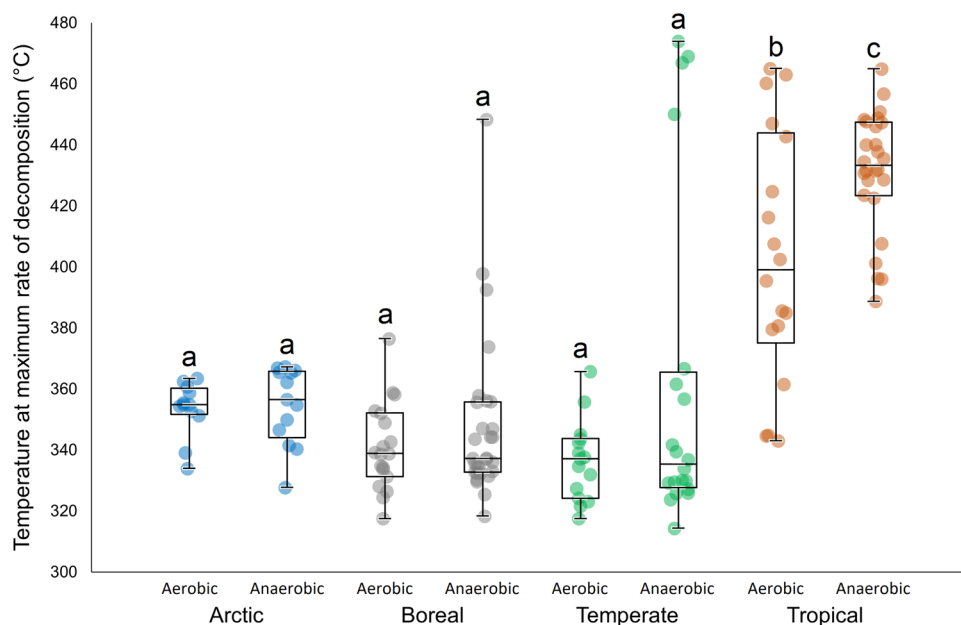 Temperature at maximum rate of decomposition (°C)
480
460
440
420
400
380
360
340
320
300
a
a
a
a
a
a
b
c
Aerobic Anaerobic Aerobic Anaerobic Aerobic Anaerobic Aerobic Anaerobic
Arctic Boreal Temperate Tropical